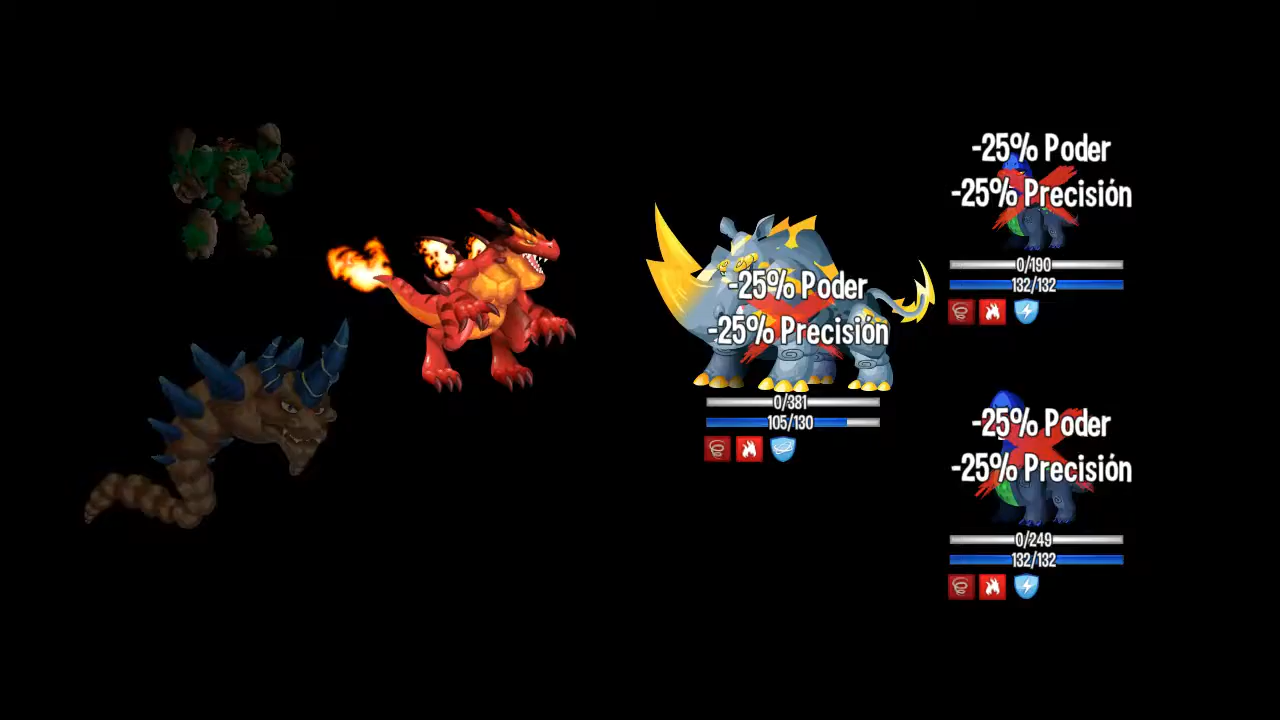 -25% Poder
-25% Precisión
0/190
132/132
-25% Poder
-25% Precisión
0/381
105/130
-25% Poder
-25% Precisión
0/249
132/132